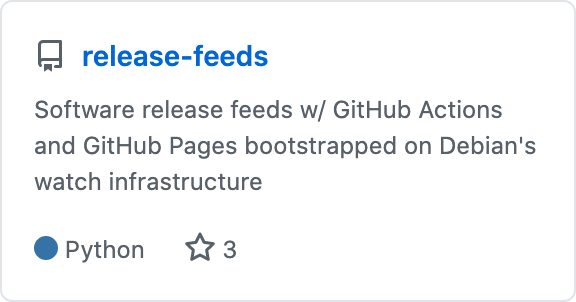 release-feeds
Software release feeds w/ GitHub Actions
and GitHub Pages bootstrapped on Debian's
watch infrastructure
Python 3